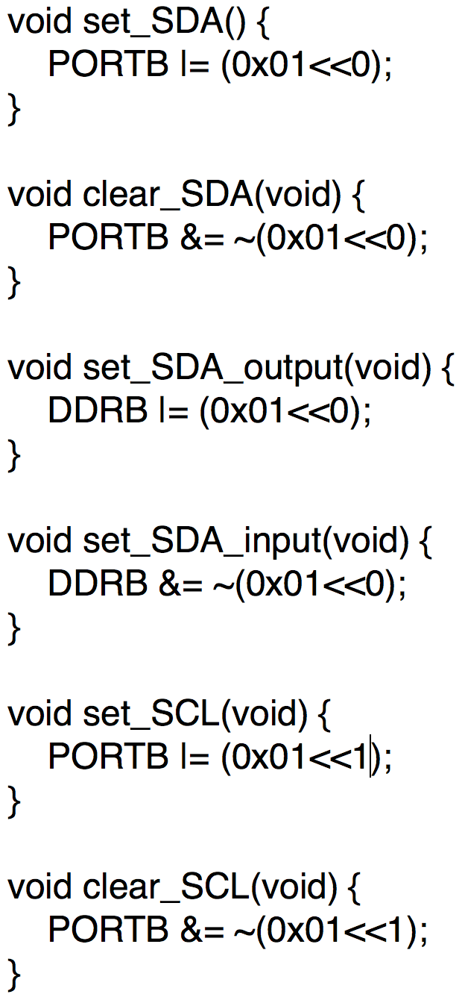 void set_SDA() {
PORTB |= (0x01<<0);
}
void clear_SDA(void) {
PORTB &= ~(0x01<<0);
}
void set_SDA_output(void) {
DDRB |= (0x01<<0);
}
void set_SDA_input(void) {
DDRB &= ~(0x01<<0);
}
void set_SCL(void) {
PORTB |= (0x01<<1);
}
void clear_SCL(void) {
PORTB &= ~(0x01<<1);
}